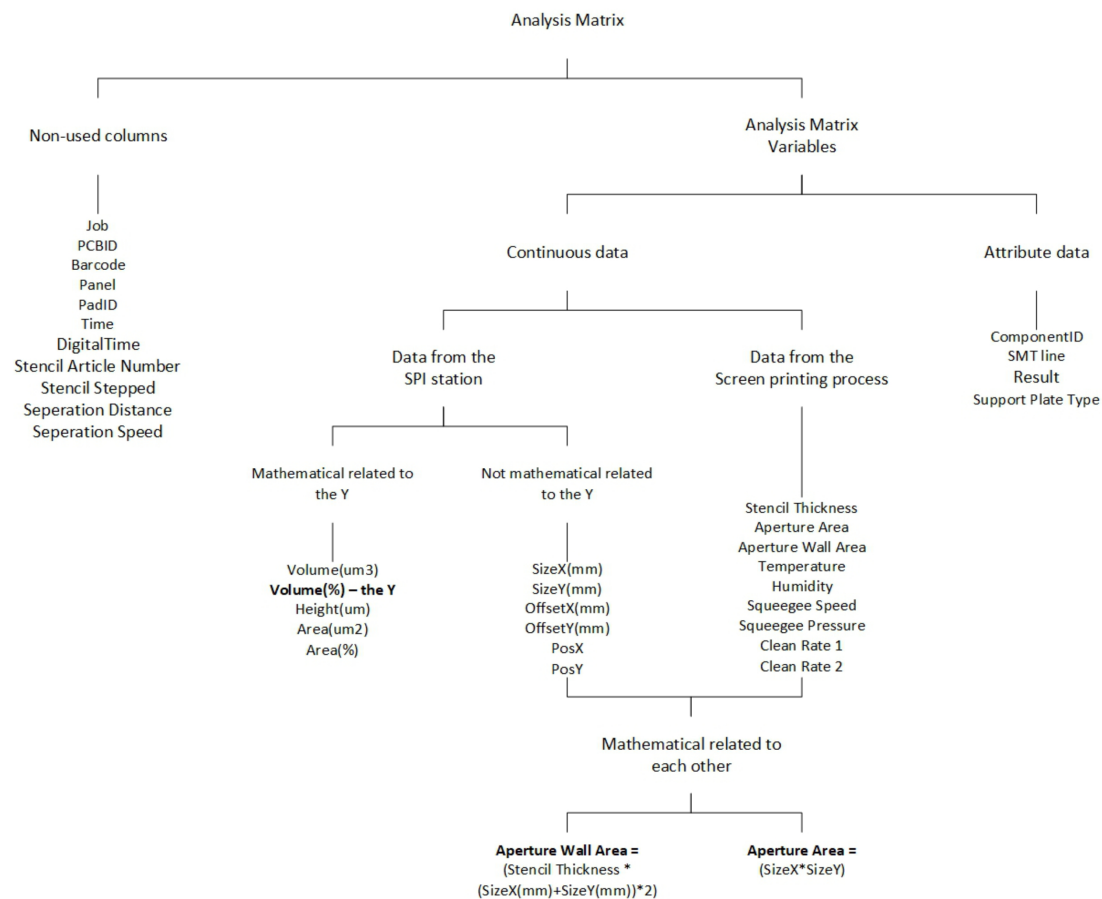 Analysis Matrix
Non-used columns
Analysis Matrix
Variables
Job
PCBID
Barcode
Panel
PadID
Time
DigitalTime
Stencil Article Number
Stencil Stepped
Seperation Distance
Seperation Speed
Continuous data
Attribute data
ComponentID
SMT line
Result
Support Plate Type
Data from the
SPI station
Data from the
Screen printing process
Mathematical related to
the Y
Not mathematical related
to the Y
Volume(um3)
Volume(%) – the Y
Height(um)
Area(um2)
Area(%)
SizeX(mm)
SizeY(mm)
OffsetX(mm)
OffsetY(mm)
PosX
PosY
Stencil Thickness
Aperture Area
Aperture Wall Area
Temperature
Humidity
Squeegee Speed
Squeegee Pressure
Clean Rate 1
Clean Rate 2
Mathematical related to
each other
Aperture Wall Area =
(Stencil Thickness *
(SizeX(mm)+SizeY(mm))*2)
Aperture Area =
(SizeX*SizeY)